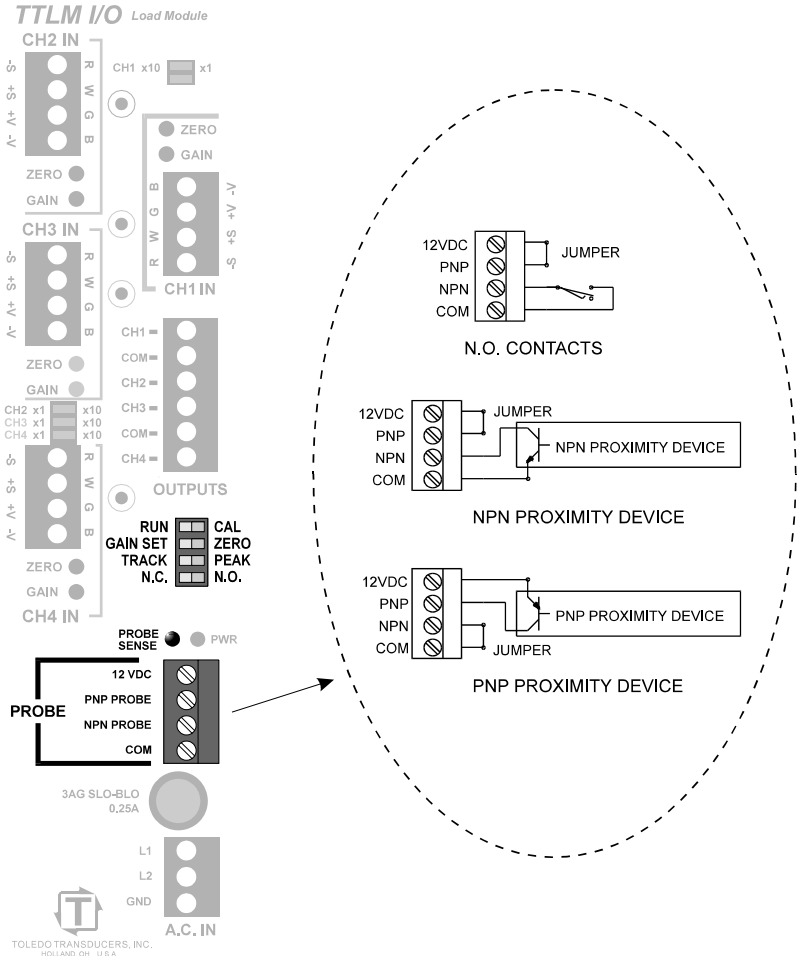 TTLM I/O Load Module
CH2 IN
-S
+S
+V
-V
R
W
G
B
ZERO
GAIN
CH1 x10 x1
ZERO
GAIN
B
G
W
R
-V
+V
+S
-S
CH1 IN
CH3 IN
-S
+S
+V
-V
R
W
G
B
ZERO
GAIN
CH2 x1 x10
CH3 x1 x10
CH4 x1 x10
-S
+S
+V
-V
R
W
G
B
ZERO
GAIN
CH4 IN
CH1
COM
CH2
CH3
COM
CH4
OUTPUTS
RUN CAL
GAIN SET ZERO
TRACK PEAK
N.C. N.O.
PROBE
SENSE
PWR
PROBE
12 VDC
PNP PROBE
NPN PROBE
COM
3AG SLO-BLO
0.25A
L1
L2
GND
A.C. IN
T
TOLEDO TRANSDUCERS, INC.
HOLLAND, OH U.S.A
12VDC
PNP
NPN
COM
JUMPER
N.O. CONTACTS
12VDC
PNP
NPN
COM
JUMPER
NPN PROXIMITY DEVICE
NPN PROXIMITY DEVICE
12VDC
PNP
NPN
COM
JUMPER
PNP PROXIMITY DEVICE
PNP PROXIMITY DEVICE